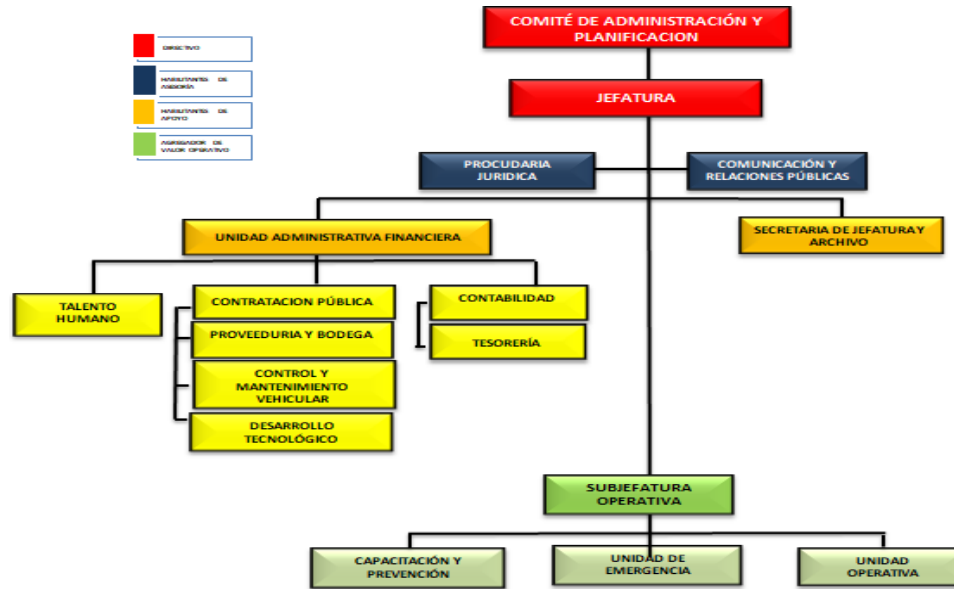 COMITÉ DE ADMINISTRACIÓN Y
PLANIFICACION
DIRECTIVO
HABILITANTES DE
ASESORÍA
HABILITANTES DE
APOYO
AGREGADOR DE
VALOR OPERATIVO
JEFATURA
PROCUDARIA
JURIDICA
COMUNICACIÓN Y
RELACIONES PÚBLICAS
UNIDAD ADMINISTRATIVA FINANCIERA
SECRETARIA DE JEFATURA Y
ARCHIVO
TALENTO
HUMANO
CONTRATACION PÚBLICA
PROVEEDURIA Y BODEGA
CONTROL Y
MANTENIMIENTO
VEHICULAR
DESARROLLO
TECNOLÓGICO
CONTABILIDAD
TESORERÍA
SUBJEFATURA
OPERATIVA
CAPACITACIÓN Y
PREVENCIÓN
UNIDAD DE
EMERGENCIA
UNIDAD
OPERATIVA